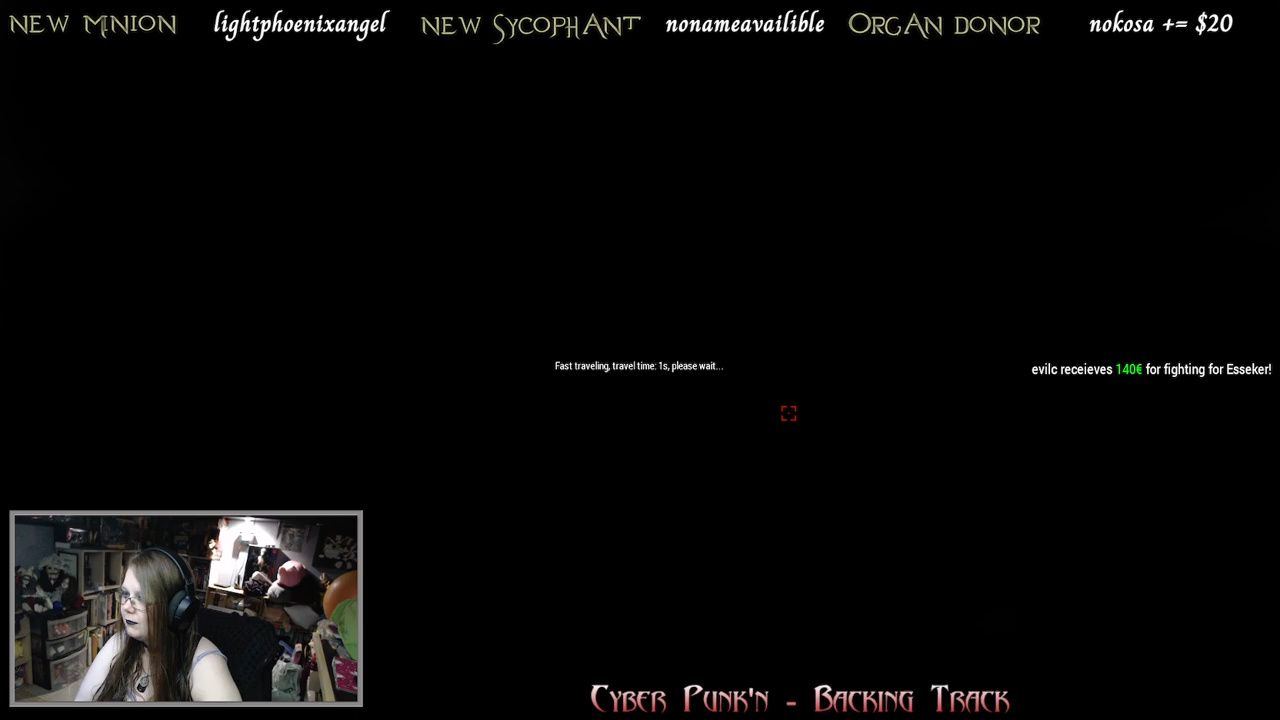 NEW MINION lightphoenixangel NEW SYCOPHANT nonameavailible ORGAN DONOR nokosa += $20
Fast traveling, travel time: 1s, please wait...
evilc receieves 140€ for fighting for Esseker!
CYBER PUNK'N - BACKING TRACK